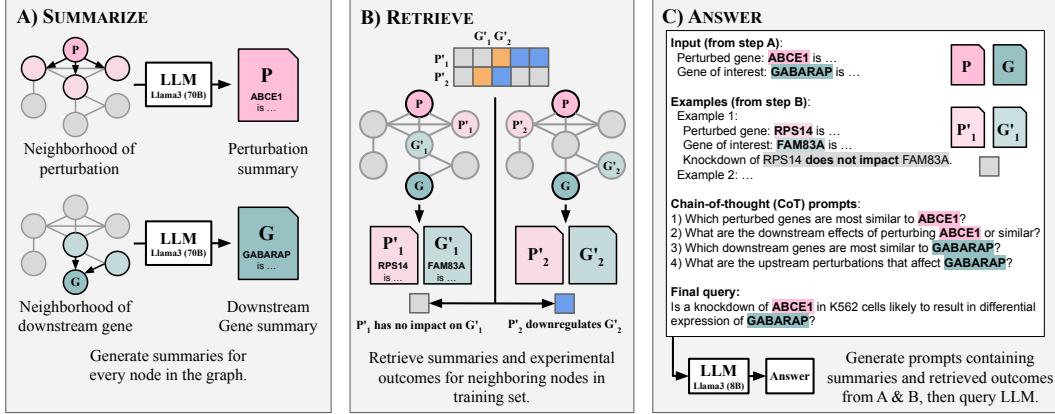 A) SUMMARIZE
P
LLM
Llama3 (70B)
P
ABCE1
is ...
Neighborhood of
perturbation
Perturbation
summary
G
LLM
Llama3 (70B)
G
GABARAP
is ...
Neighborhood of
downstream gene
Downstream
Gene summary
Generate summaries for
every node in the graph.
B) RETRIEVE
G'1 G'2
P'1
P'2
P
P'1
G'1
G
P
P'2
G'2
G
P'1
RPS14
is ...
G'1
FAM83A
is ...
P'2
G'2
P'1 has no impact on G'1
P'2 downregulates G'2
Retrieve summaries and experimental
outcomes for neighboring nodes in
training set.
C) ANSWER
Input (from step A):
Perturbed gene: ABCE1 is ...
Gene of interest: GABARAP is ...
P
G
Examples (from step B):
Example 1:
Perturbed gene: RPS14 is ...
Gene of interest: FAM83A is ...
Knockdown of RPS14 does not impact FAM83A.
Example 2: ...
P'1
G'1
Chain-of-thought (CoT) prompts:
1) Which perturbed genes are most similar to ABCE1?
2) What are the downstream effects of perturbing ABCE1 or similar?
3) Which downstream genes are most similar to GABARAP?
4) What are the upstream perturbations that affect GABARAP?
Final query:
Is a knockdown of ABCE1 in K562 cells likely to result in differential
expression of GABARAP?
LLM
Llama3 (8B)
Answer
Generate prompts containing
summaries and retrieved outcomes
from A & B, then query LLM.